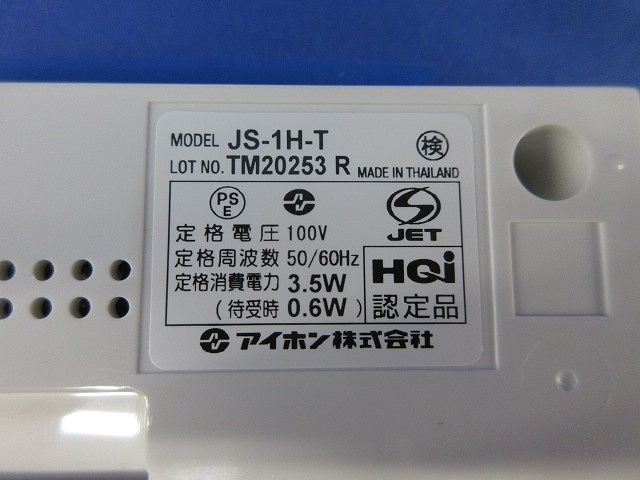 MODEL JS-1H-T
検
LOT NO. TM20253 R MADE IN THAILAND
PS
E
JET
定格電圧 100V
定格周波数 50/60Hz
定格消費電力 3.5W
(待受時 0.6W)
HQi
認定品
アイホン株式会社